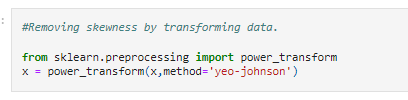 :
#Removing skewness by transforming data.
from sklearn.preprocessing import power_transform
x = power_transform(x,method='yeo-johnson')